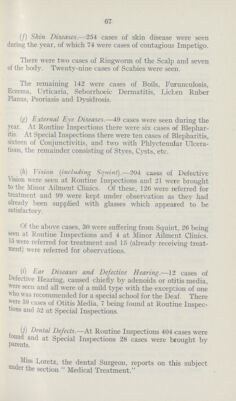 67
(f) Skin Diseases.—254 cases of skin disease were seen
during the year, of which 74 were cases of contagious Impetigo.
There were two cases of Ringworm of the Scalp and seven
of the body. Twenty-nine cases of Scabies were seen.
The remaining 142 were cases of Boils, Furunculosis,
Eczema, Urticaria, Seborrhoeic Dermatitis, Lichen Ruber
Planus, Psoriasis and Dysidrosis.
(g) External Eye Diseases.—49 cases were seen during the
year. At Routine Inspections there were six cases of Blephar-
itis. At Special Inspections there were ten cases of Blepharitis,
sixteen of Conjunctivitis, and two with Phlyctenular Ulcera-
tions, the remainder consisting of Styes, Cysts, etc.
(h) Vision (including Squint).—204 cases of Defective
Vision were seen at Routine Inspections and 21 were brought
to the Minor Ailment Clinics. Of these, 126 were referred for
treatment and 99 were kept under observation as they had
already been supplied with glasses which appeared to be
satisfactory.
Of the above cases, 30 were suffering from Squint, 26 being
seen at Routine Inspections and 4 at Minor Ailment Clinics.
15 were referred for treatment and 15 (already receiving treat-
ment) were referred for observations.
(i) Ear Diseases and Defective Hearing.—12 cases of
Defective Hearing, caused chiefly by adenoids or otitis media,
were seen and all were of a mild type with the exception of one
who was recommended for a special school for the Deaf. There
were 39 cases of Otitis Media, 7 being found at Routine Inspec-
tions and 32 at Special Inspections.
(j) Dental Defects.—At Routine Inspections 404 cases were
found and at Special Inspections 28 cases were brought by
parents.
Miss Loretz, the dental Surgeon, reports on this subject
under the section " Medical Treatment."